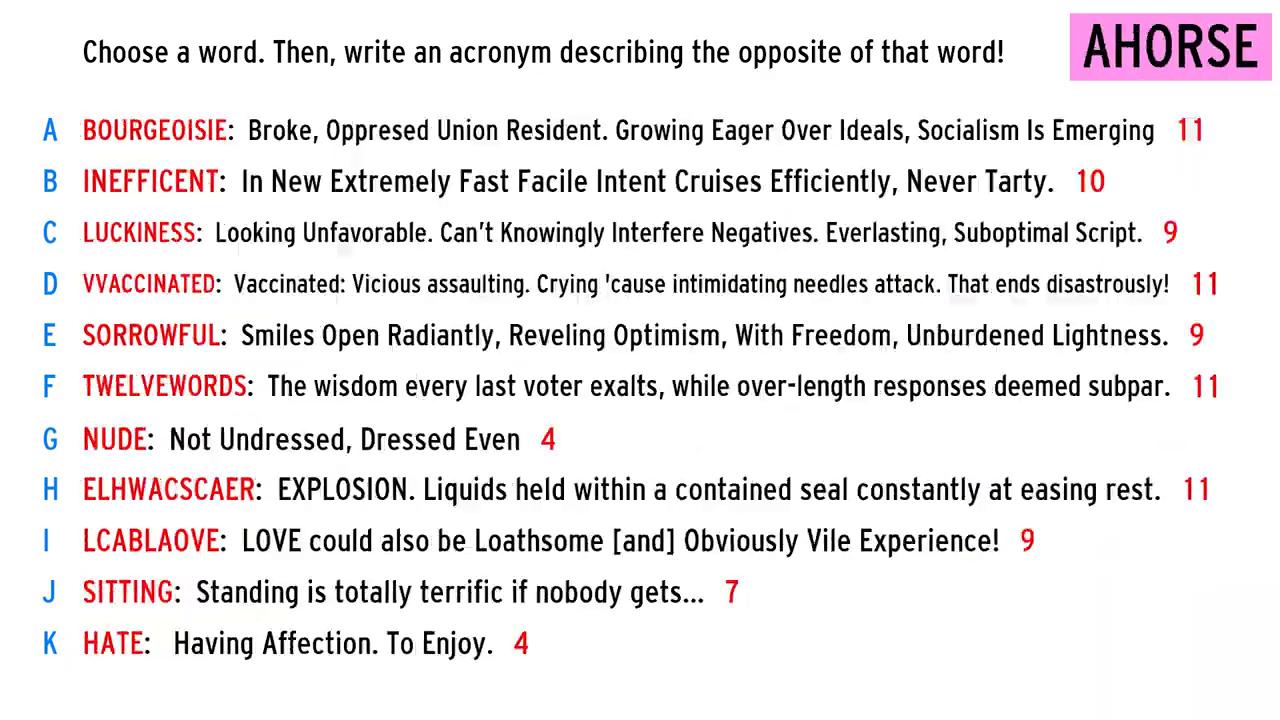 Choose a word. Then, write an acronym describing the opposite of that word!
AHORSE
A BOURGEOISIE: Broke, Oppresed Union Resident. Growing Eager Over Ideals, Socialism Is Emerging 11
B INEFFICENT: In New Extremely Fast Facile Intent Cruises Efficiently, Never Tarty. 10
C LUCKINESS: Looking Unfavorable. Can't Knowingly Interfere Negatives. Everlasting, Suboptimal Script. 9
D VVACCINATED: Vaccinated: Vicious assaulting. Crying 'cause intimidating needles attack. That ends disastrously! 11
E SORROWFUL: Smiles Open Radiantly, Reveling Optimism, With Freedom, Unburdened Lightness. 9
F TWELVEWORDS: The wisdom every last voter exalts, while over-length responses deemed subpar. 11
G NUDE: Not Undressed, Dressed Even 4
H ELHWACSCAER: EXPLOSION. Liquids held within a contained seal constantly at easing rest. 11
I LCABLAOVE: LOVE could also be Loathsome [and] Obviously Vile Experience! 9
J SITTING: Standing is totally terrific if nobody gets... 7
K HATE: Having Affection. To Enjoy. 4